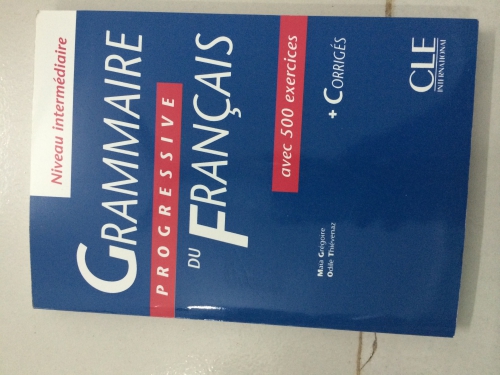 Niveau intermédiaire
GRAMMAIRE
PROGRESSIVE
DU FRANÇAIS
avec 500 exercices
+ CORRIGÉS
Maïa Grégoire
Odile Thiévenaz
CLE
INTERNATIONAL